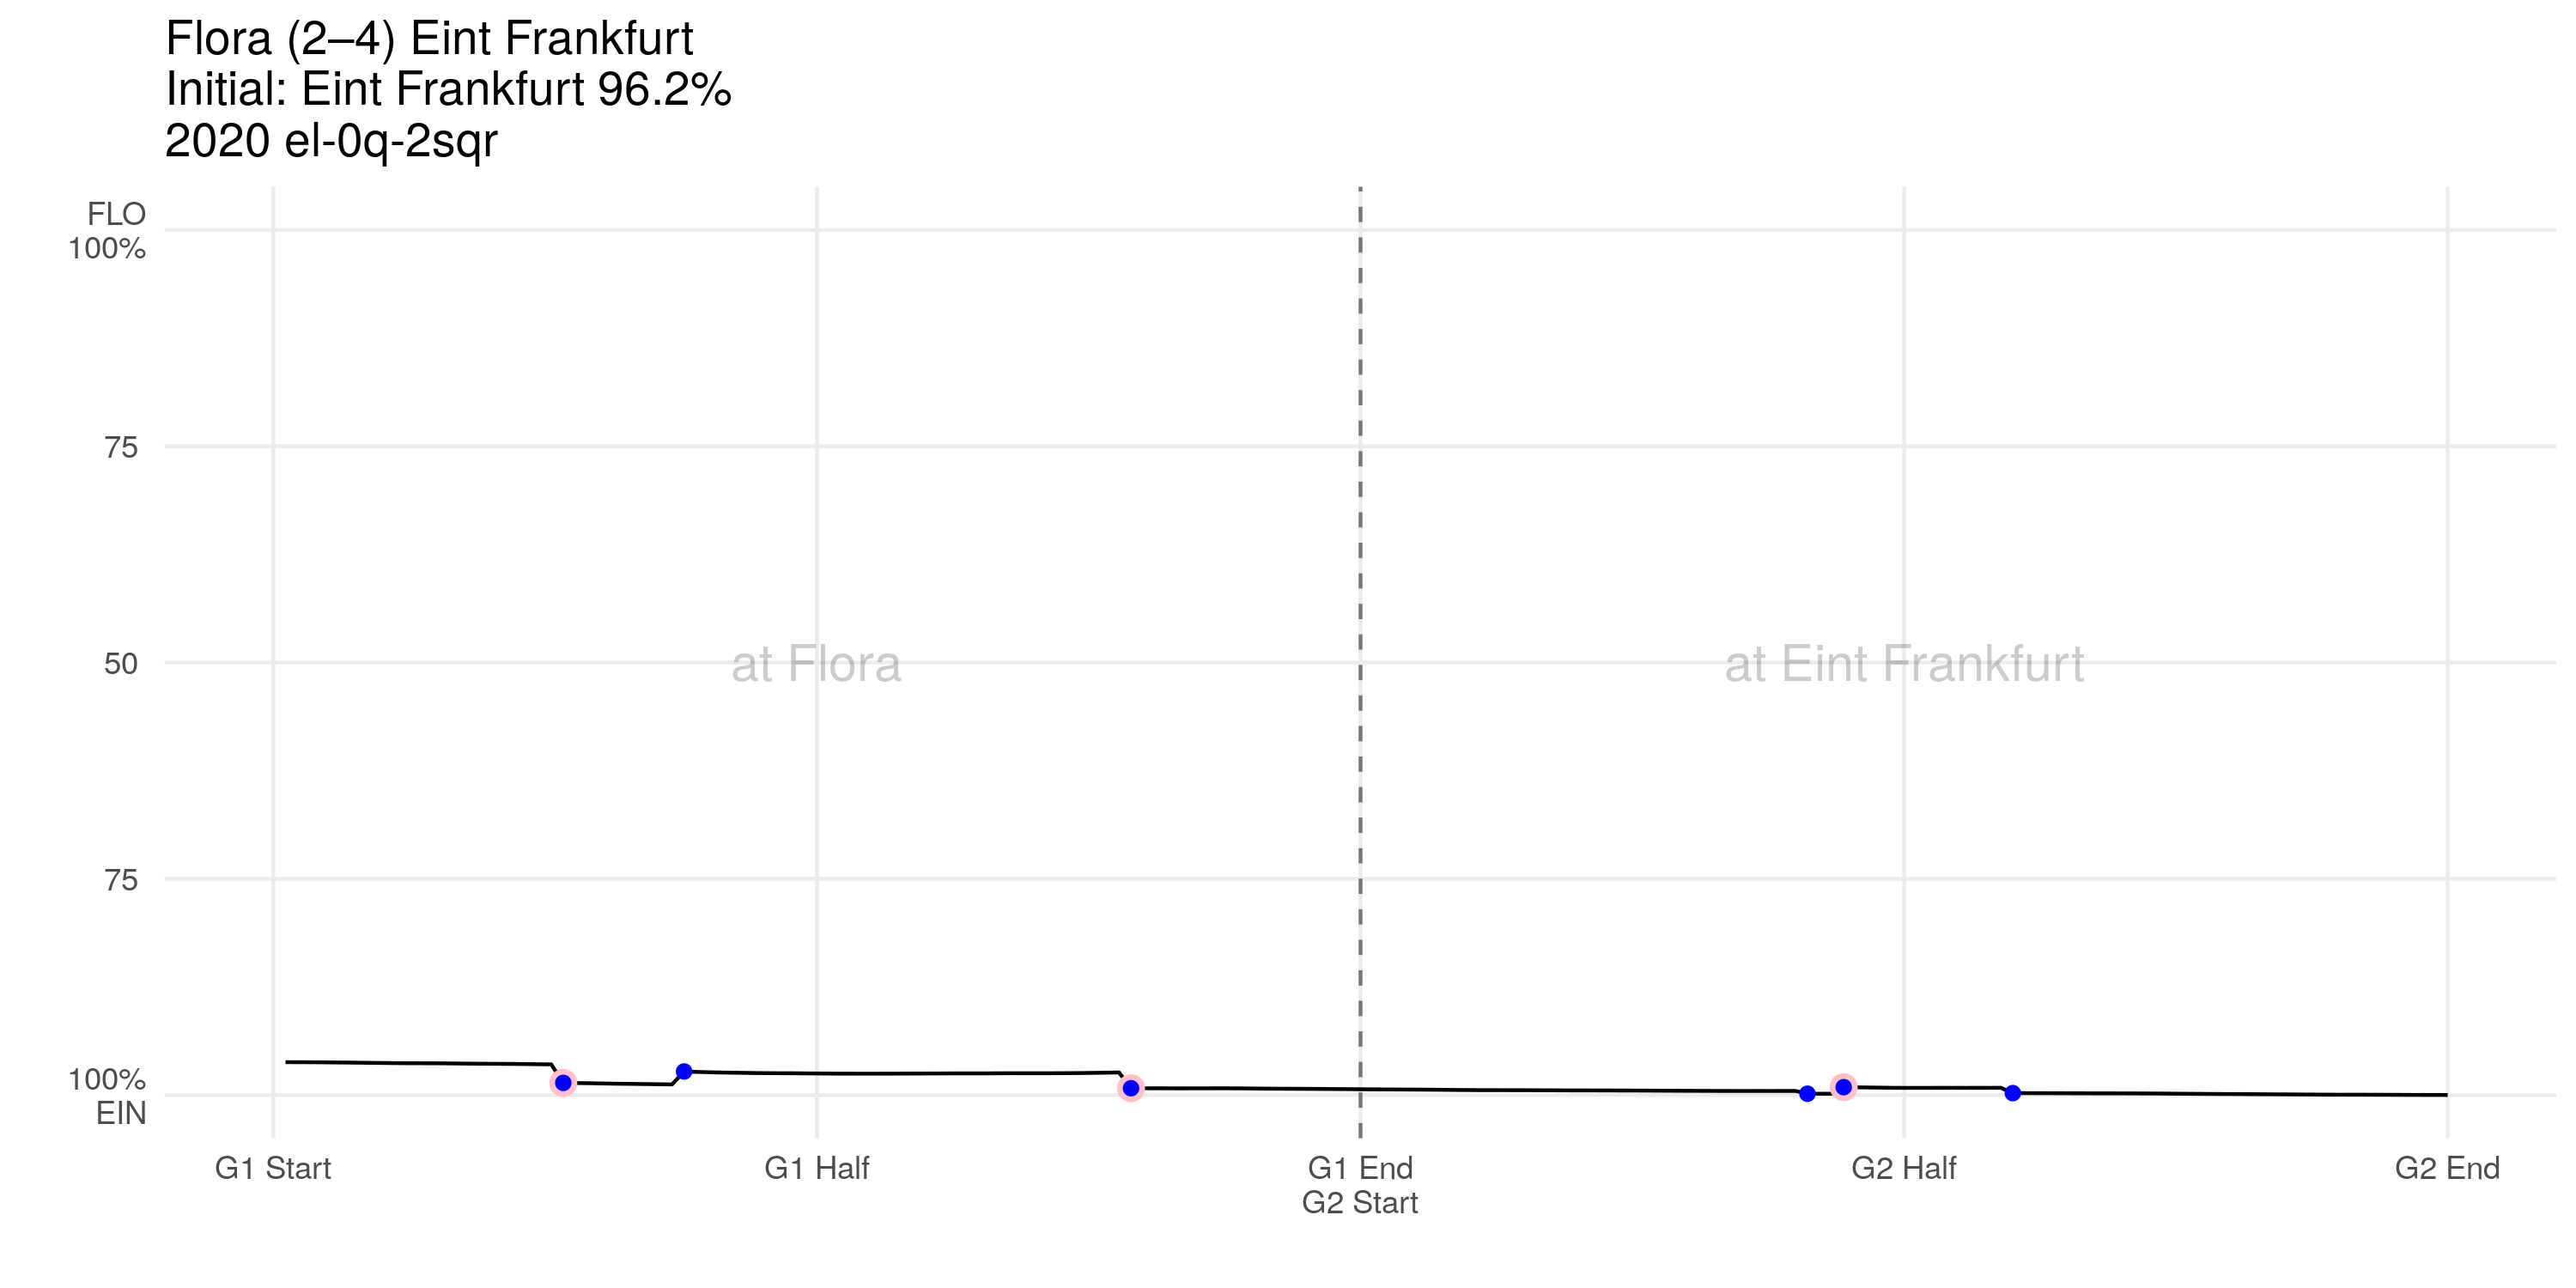 Flora (2–4) Eint Frankfurt
Initial: Eint Frankfurt 96.2%
2020 el-0q-2sqr
FLO
100%
75
50
75
100%
EIN
at Flora
at Eint Frankfurt
G1 Start
G1 Half
G1 End
G2 Start
G2 Half
G2 End